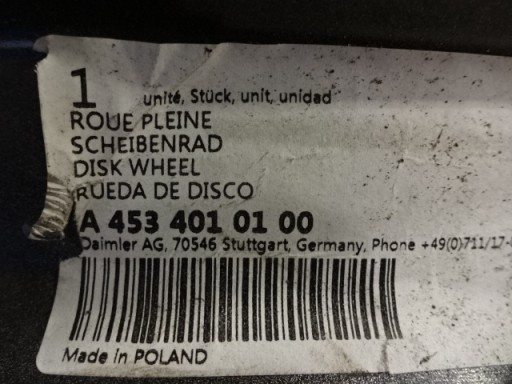 1 unité, Stück, unit, unidad
ROUE PLEINE
SCHEIBENRAD
DISK WHEEL
RUEDA DE DISCO
A 453 401 01 00
Daimler AG, 70546 Stuttgart, Germany, Phone +49(0)711/17-
Made in POLAND